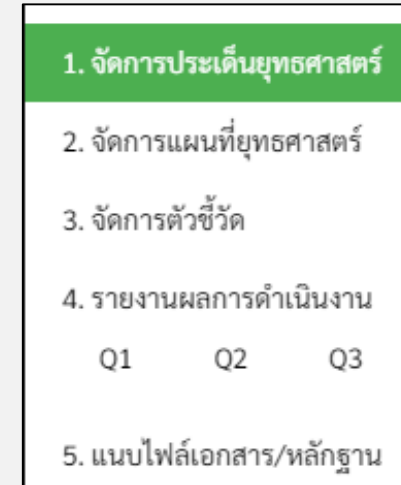 1. จัดการประเด็นยุทธศาสตร์
2. จัดการแผนที่ยุทธศาสตร์
3. จัดการตัวชี้วัด
4. รายงานผลการดำเนินงาน
Q1 Q2 Q3
5. แนบไฟล์เอกสาร/หลักฐาน